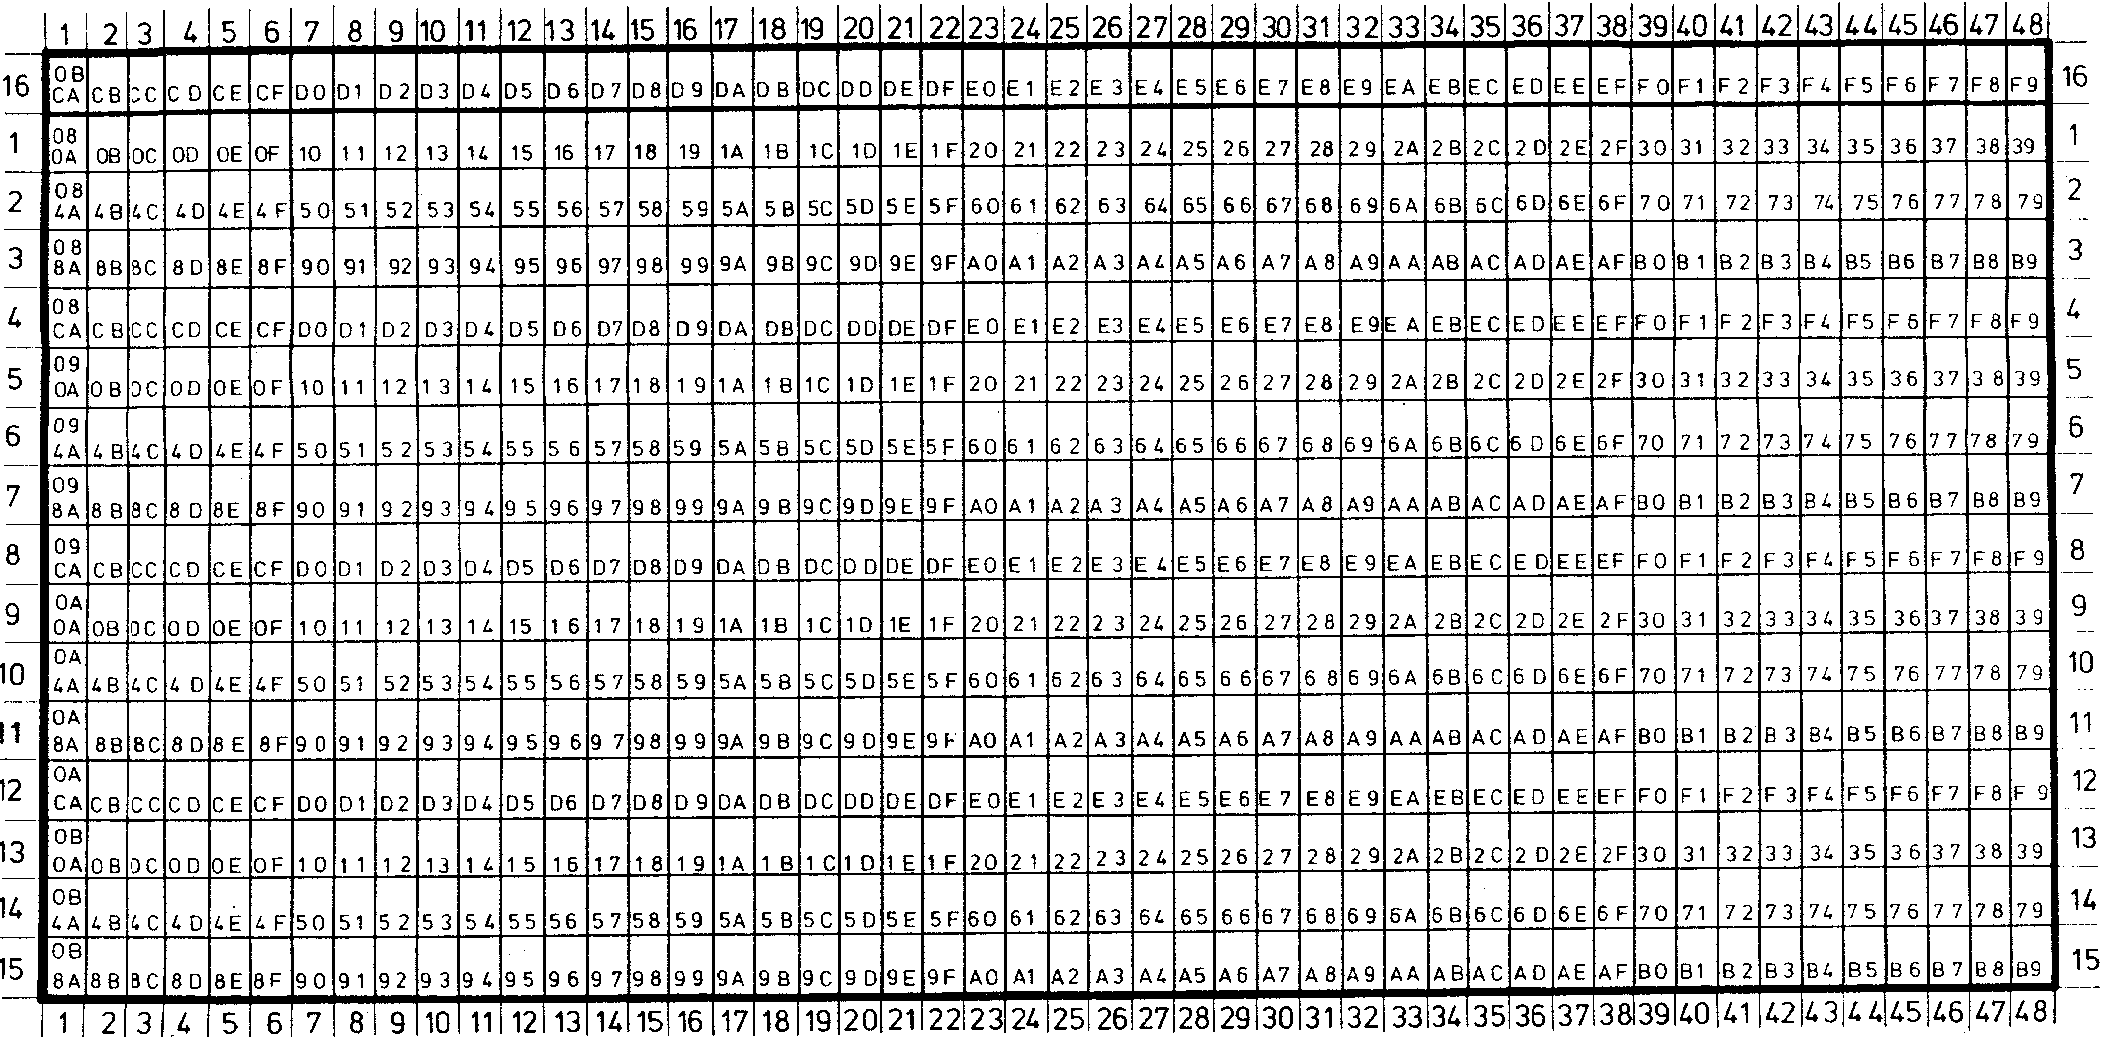 1 2 3 4 5 6 7 8 9 10 11 12 13 14 15 16 17 18 19 20 21 22 23 24 25 26 27 28 29 30 31 32 33 34 35 36 37 38 39 40 41 42 43 44 45 46 47 48
0B
16 CA CB CC CD CE CF D0 D1 D2 D3 D4 D5 D6 D7 D8 D9 DA DB DC DD DE DF E0 E1 E2 E3 E4 E5 E6 E7 E8 E9 EA EB EC ED EE EF F0 F1 F2 F3 F4 F5 F6 F7 F8 F9 16
08
1 0A 0B 0C 0D 0E 0F 10 11 12 13 14 15 16 17 18 19 1A 1B 1C 1D 1E 1F 20 21 22 23 24 25 26 27 28 29 2A 2B 2C 2D 2E 2F 30 31 32 33 34 35 36 37 38 39 1
08
2 4A 4B 4C 4D 4E 4F 50 51 52 53 54 55 56 57 58 59 5A 5B 5C 5D 5E 5F 60 61 62 63 64 65 66 67 68 69 6A 6B 6C 6D 6E 6F 70 71 72 73 74 75 76 77 78 79 2
08
3 8A 8B 8C 8D 8E 8F 90 91 92 93 94 95 96 97 98 99 9A 9B 9C 9D 9E 9F A0 A1 A2 A3 A4 A5 A6 A7 A8 A9 AA AB AC AD AE AF B0 B1 B2 B3 B4 B5 B6 B7 B8 B9 3
08
4 CA CB CC CD CE CF D0 D1 D2 D3 D4 D5 D6 D7 D8 D9 DA DB DC DD DE DF E0 E1 E2 E3 E4 E5 E6 E7 E8 E9 EA EB EC ED EE EF F0 F1 F2 F3 F4 F5 F6 F7 F8 F9 4
09
5 0A 0B 0C 0D 0E 0F 10 11 12 13 14 15 16 17 18 19 1A 1B 1C 1D 1E 1F 20 21 22 23 24 25 26 27 28 29 2A 2B 2C 2D 2E 2F 30 31 32 33 34 35 36 37 38 39 5
09
6 4A 4B 4C 4D 4E 4F 50 51 52 53 54 55 56 57 58 59 5A 5B 5C 5D 5E 5F 60 61 62 63 64 65 66 67 68 69 6A 6B 6C 6D 6E 6F 70 71 72 73 74 75 76 77 78 79 6
09
7 8A 8B 8C 8D 8E 8F 90 91 92 93 94 95 96 97 98 99 9A 9B 9C 9D 9E 9F A0 A1 A2 A3 A4 A5 A6 A7 A8 A9 AA AB AC AD AE AF B0 B1 B2 B3 B4 B5 B6 B7 B8 B9 7
09
8 CA CB CC CD CE CF D0 D1 D2 D3 D4 D5 D6 D7 D8 D9 DA DB DC DD DE DF E0 E1 E2 E3 E4 E5 E6 E7 E8 E9 EA EB EC ED EE EF F0 F1 F2 F3 F4 F5 F6 F7 F8 F9 8
0A
9 0A 0B 0C 0D 0E 0F 10 11 12 13 14 15 16 17 18 19 1A 1B 1C 1D 1E 1F 20 21 22 23 24 25 26 27 28 29 2A 2B 2C 2D 2E 2F 30 31 32 33 34 35 36 37 38 39 9
0A
10 4A 4B 4C 4D 4E 4F 50 51 52 53 54 55 56 57 58 59 5A 5B 5C 5D 5E 5F 60 61 62 63 64 65 66 67 68 69 6A 6B 6C 6D 6E 6F 70 71 72 73 74 75 76 77 78 79 10
0A
11 8A 8B 8C 8D 8E 8F 90 91 92 93 94 95 96 97 98 99 9A 9B 9C 9D 9E 9F A0 A1 A2 A3 A4 A5 A6 A7 A8 A9 AA AB AC AD AE AF B0 B1 B2 B3 B4 B5 B6 B7 B8 B9 11
0A
12 CA CB CC CD CE CF D0 D1 D2 D3 D4 D5 D6 D7 D8 D9 DA DB DC DD DE DF E0 E1 E2 E3 E4 E5 E6 E7 E8 E9 EA EB EC ED EE EF F0 F1 F2 F3 F4 F5 F6 F7 F8 F9 12
0B
13 0A 0B 0C 0D 0E 0F 10 11 12 13 14 15 16 17 18 19 1A 1B 1C 1D 1E 1F 20 21 22 23 24 25 26 27 28 29 2A 2B 2C 2D 2E 2F 30 31 32 33 34 35 36 37 38 39 13
0B
14 4A 4B 4C 4D 4E 4F 50 51 52 53 54 55 56 57 58 59 5A 5B 5C 5D 5E 5F 60 61 62 63 64 65 66 67 68 69 6A 6B 6C 6D 6E 6F 70 71 72 73 74 75 76 77 78 79 14
0B
15 8A 8B 8C 8D 8E 8F 90 91 92 93 94 95 96 97 98 99 9A 9B 9C 9D 9E 9F A0 A1 A2 A3 A4 A5 A6 A7 A8 A9 AA AB AC AD AE AF B0 B1 B2 B3 B4 B5 B6 B7 B8 B9 15
1 2 3 4 5 6 7 8 9 10 11 12 13 14 15 16 17 18 19 20 21 22 23 24 25 26 27 28 29 30 31 32 33 34 35 36 37 38 39 40 41 42 43 44 45 46 47 48